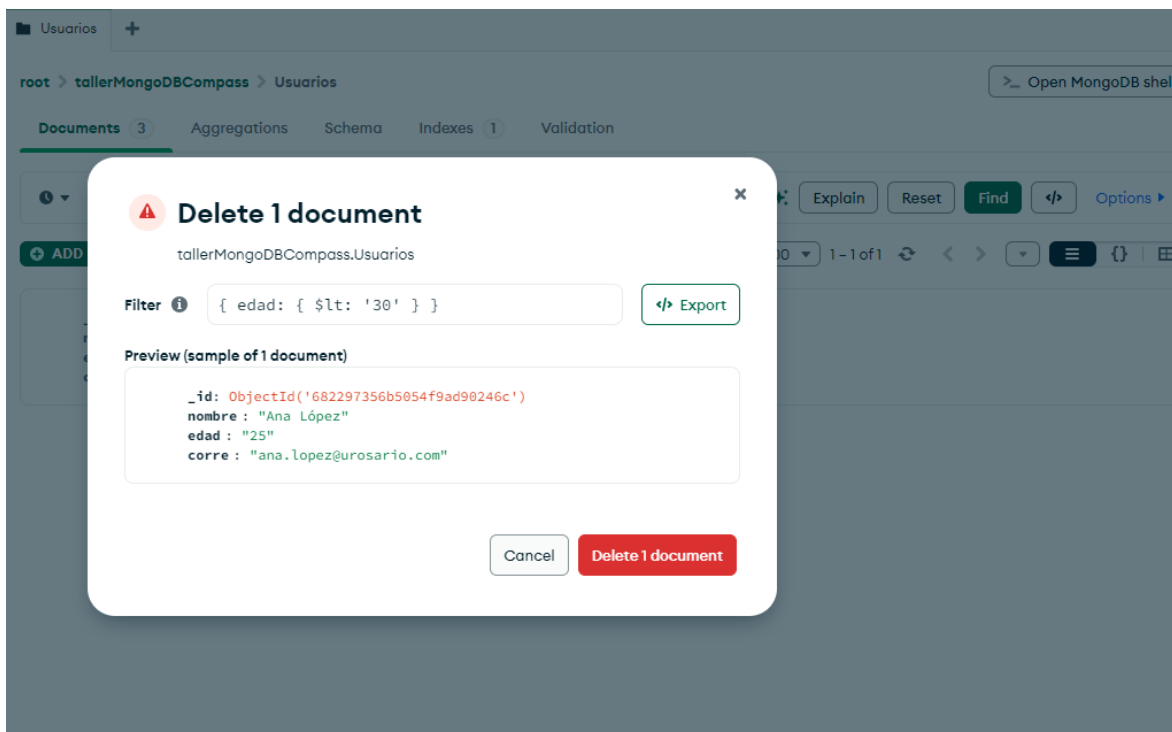 Usuarios
root > tallerMongoDBCompass > Usuarios
>_ Open MongoDB shel
Documents 3 Aggregations Schema Indexes 1 Validation
Explain Reset Find </> Options
ADD
1–1 of 1 {}
Delete 1 document
tallerMongoDBCompass.Usuarios
Filter { edad: { $lt: '30' } } </> Export
Preview (sample of 1 document)
_id: ObjectId('682297356b5054f9ad90246c')
nombre : "Ana López"
edad : "25"
corre : "ana.lopez@urosario.com"
Cancel Delete 1 document